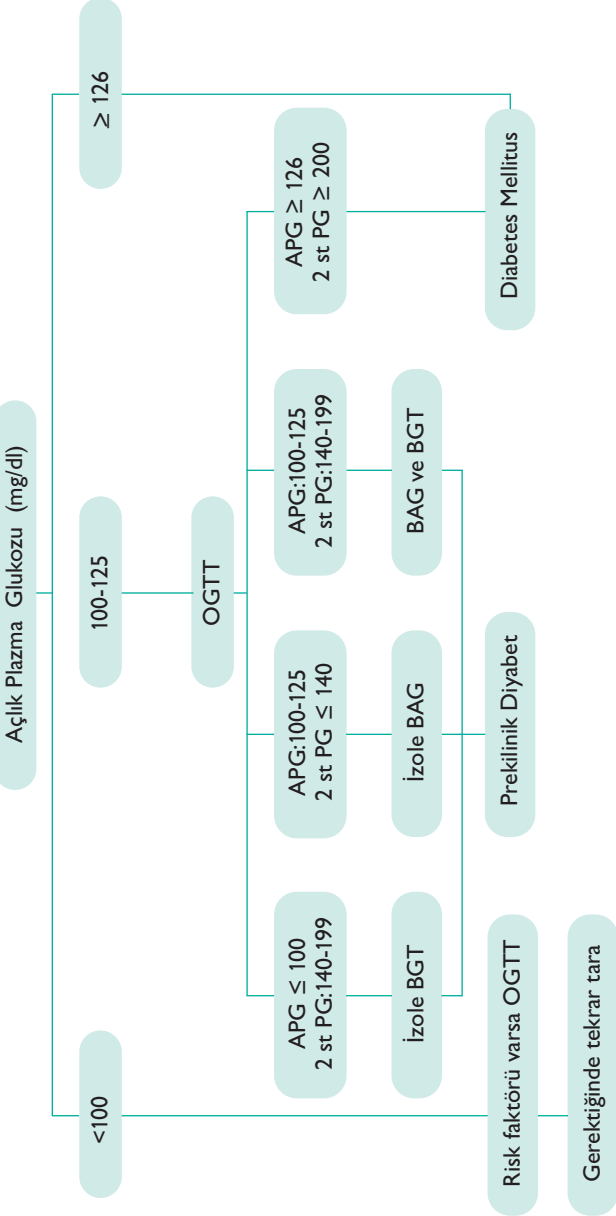 Açlık Plazma Glukozu (mg/dl)
<100
100-125
≥ 126
OGTT
APG ≤ 100
2 st PG:140-199
APG:100-125
2 st PG ≤ 140
APG:100-125
2 st PG:140-199
APG ≥ 126
2 st PG ≥ 200
İzole BGT
İzole BAG
BAG ve BGT
Risk faktörü varsa OGTT
Prekilinik Diyabet
Diabetes Mellitus
Gerektiğinde tekrar tara